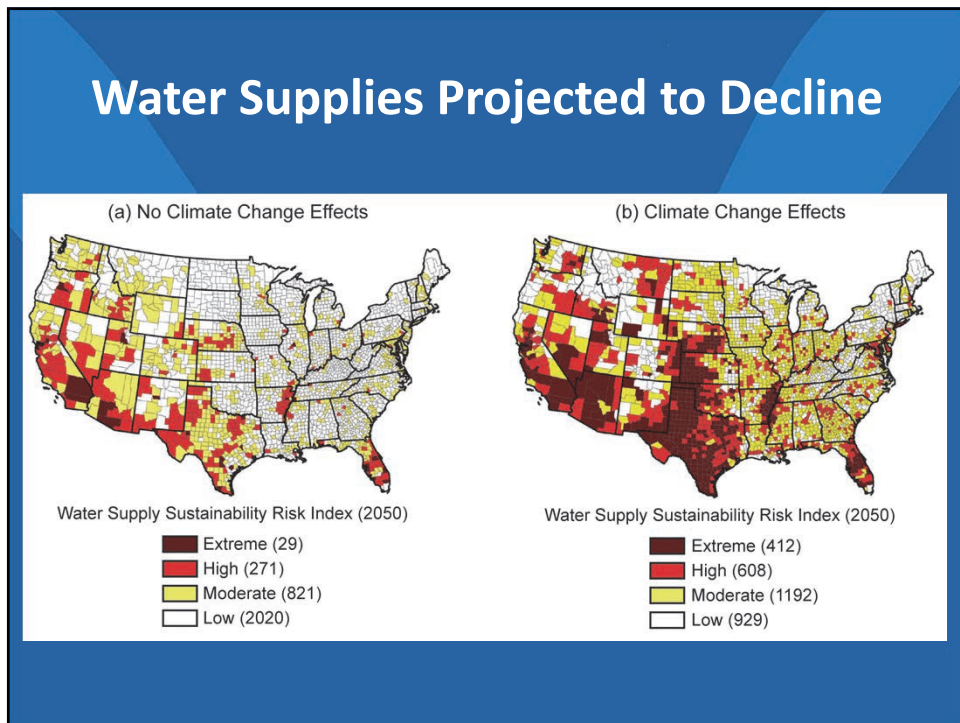 Water Supplies Projected to Decline
(a) No Climate Change Effects
Water Supply Sustainability Risk Index (2050)
Extreme (29)
High (271)
Moderate (821)
Low (2020)
(b) Climate Change Effects
Water Supply Sustainability Risk Index (2050)
Extreme (412)
High (608)
Moderate (1192)
Low (929)